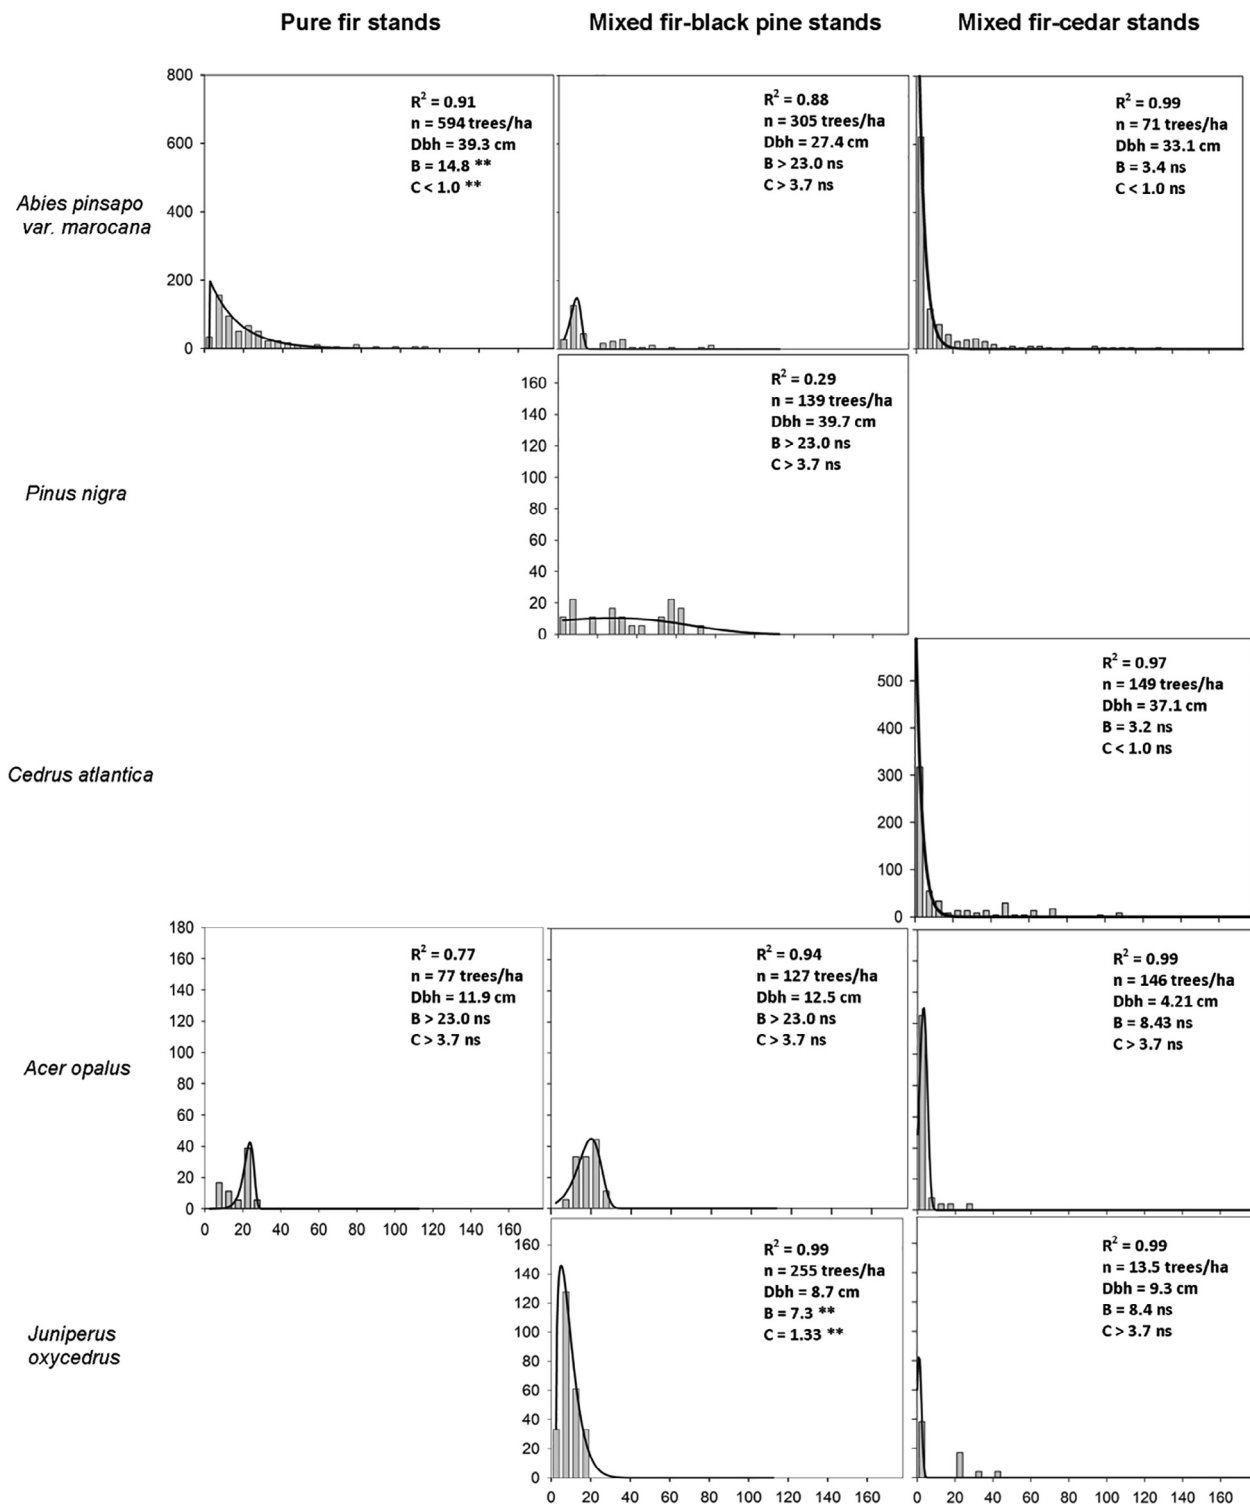 Pure fir stands
Mixed fir-black pine stands
Mixed fir-cedar stands
Abies pinsapo
var. marocana
800
600
400
200
0
R² = 0.91
n = 594 trees/ha
Dbh = 39.3 cm
B = 14.8 **
C < 1.0 **
R² = 0.88
n = 305 trees/ha
Dbh = 27.4 cm
B > 23.0 ns
C > 3.7 ns
R² = 0.99
n = 71 trees/ha
Dbh = 33.1 cm
B = 3.4 ns
C < 1.0 ns
Pinus nigra
160
140
120
100
80
60
40
20
0
R² = 0.29
n = 139 trees/ha
Dbh = 39.7 cm
B > 23.0 ns
C > 3.7 ns
Cedrus atlantica
500
400
300
200
100
0
R² = 0.97
n = 149 trees/ha
Dbh = 37.1 cm
B = 3.2 ns
C < 1.0 ns
Acer opalus
180
160
140
120
100
80
60
40
20
0
R² = 0.77
n = 77 trees/ha
Dbh = 11.9 cm
B > 23.0 ns
C > 3.7 ns
0 20 40 60 80 100 120 140 160
R² = 0.94
n = 127 trees/ha
Dbh = 12.5 cm
B > 23.0 ns
C > 3.7 ns
R² = 0.99
n = 146 trees/ha
Dbh = 4.21 cm
B = 8.43 ns
C > 3.7 ns
Juniperus
oxycedrus
160
140
120
100
80
60
40
20
0
R² = 0.99
n = 255 trees/ha
Dbh = 8.7 cm
B = 7.3 **
C = 1.33 **
0 20 40 60 80 100 120 140 160
R² = 0.99
n = 13.5 trees/ha
Dbh = 9.3 cm
B = 8.4 ns
C > 3.7 ns
0 20 40 60 80 100 120 140 160